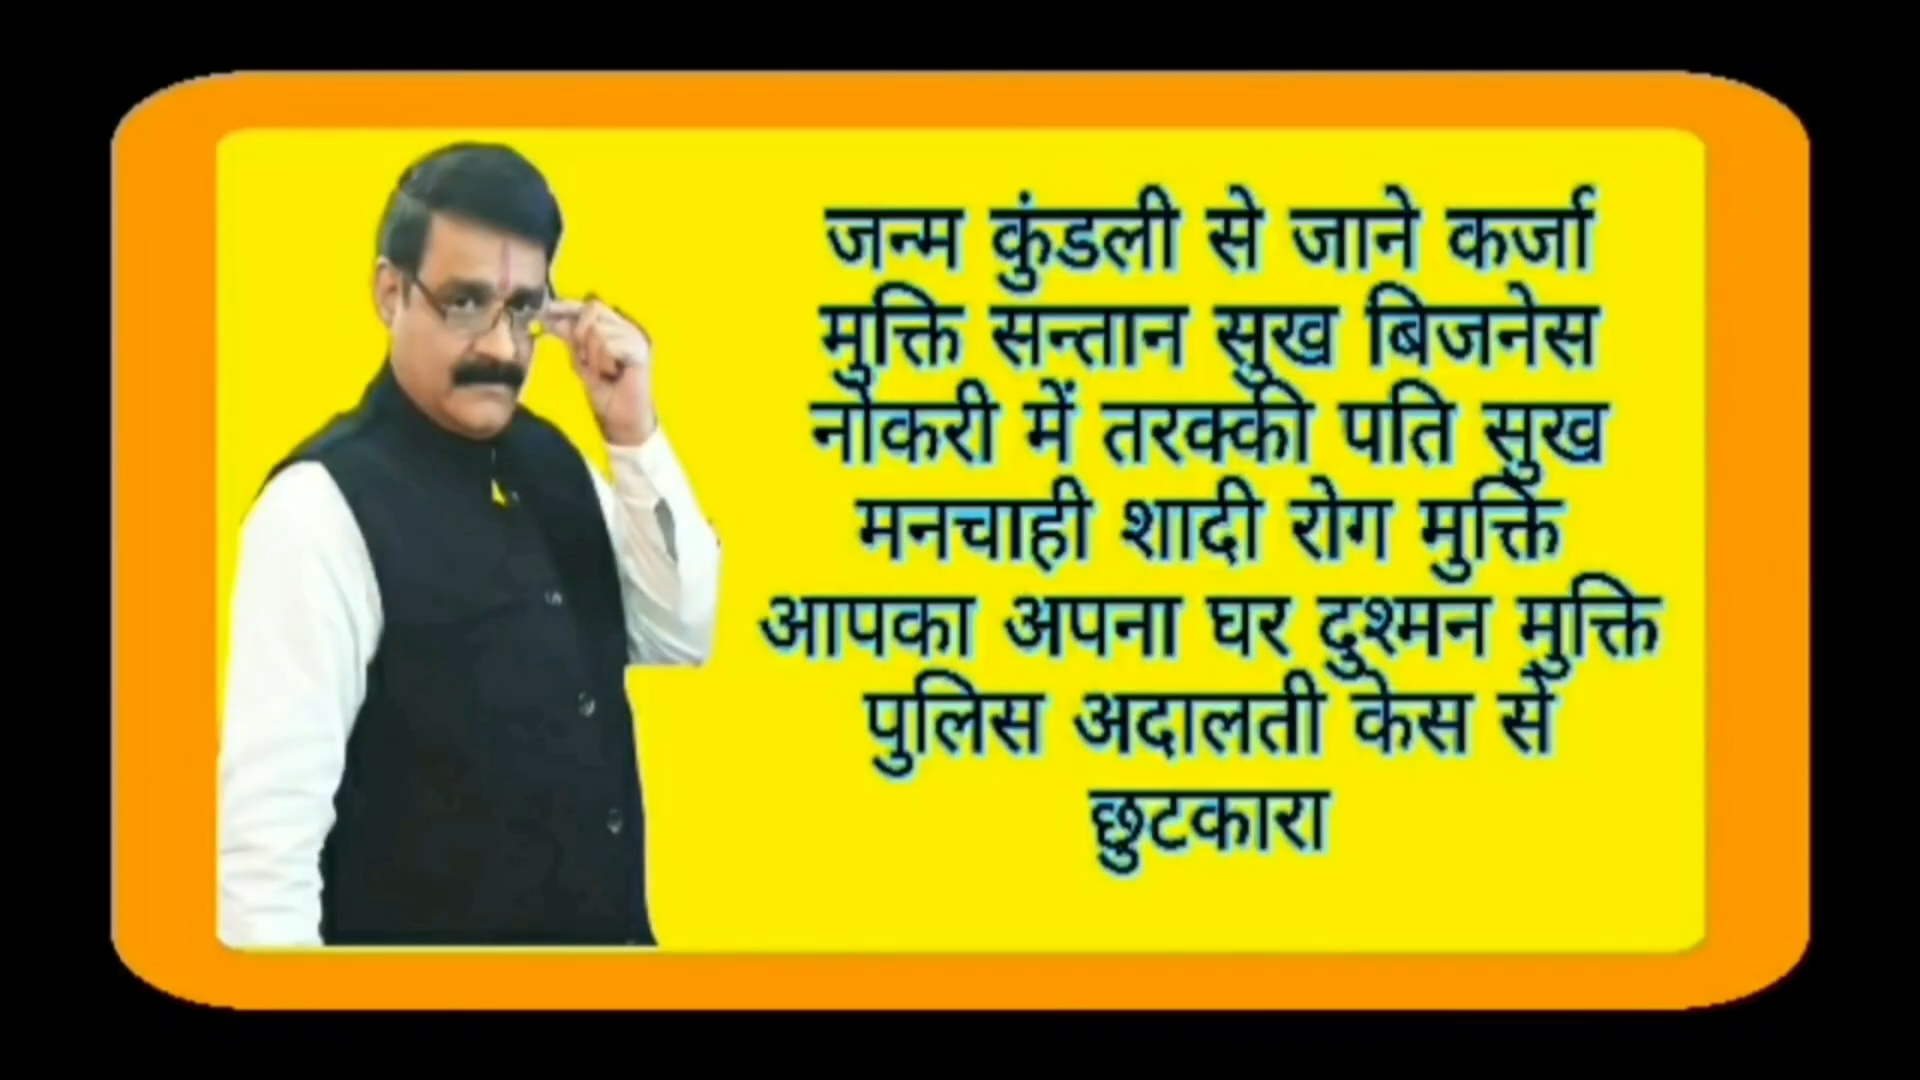 जन्म कुंडली से जाने कर्जा
मुक्ति सन्तान सुख बिजनेस
नोकरी में तरक्की पति सुख
मनचाही शादी रोग मुक्ति
आपका अपना घर दुश्मन मुक्ति
पुलिस अदालती केस से
छुटकारा